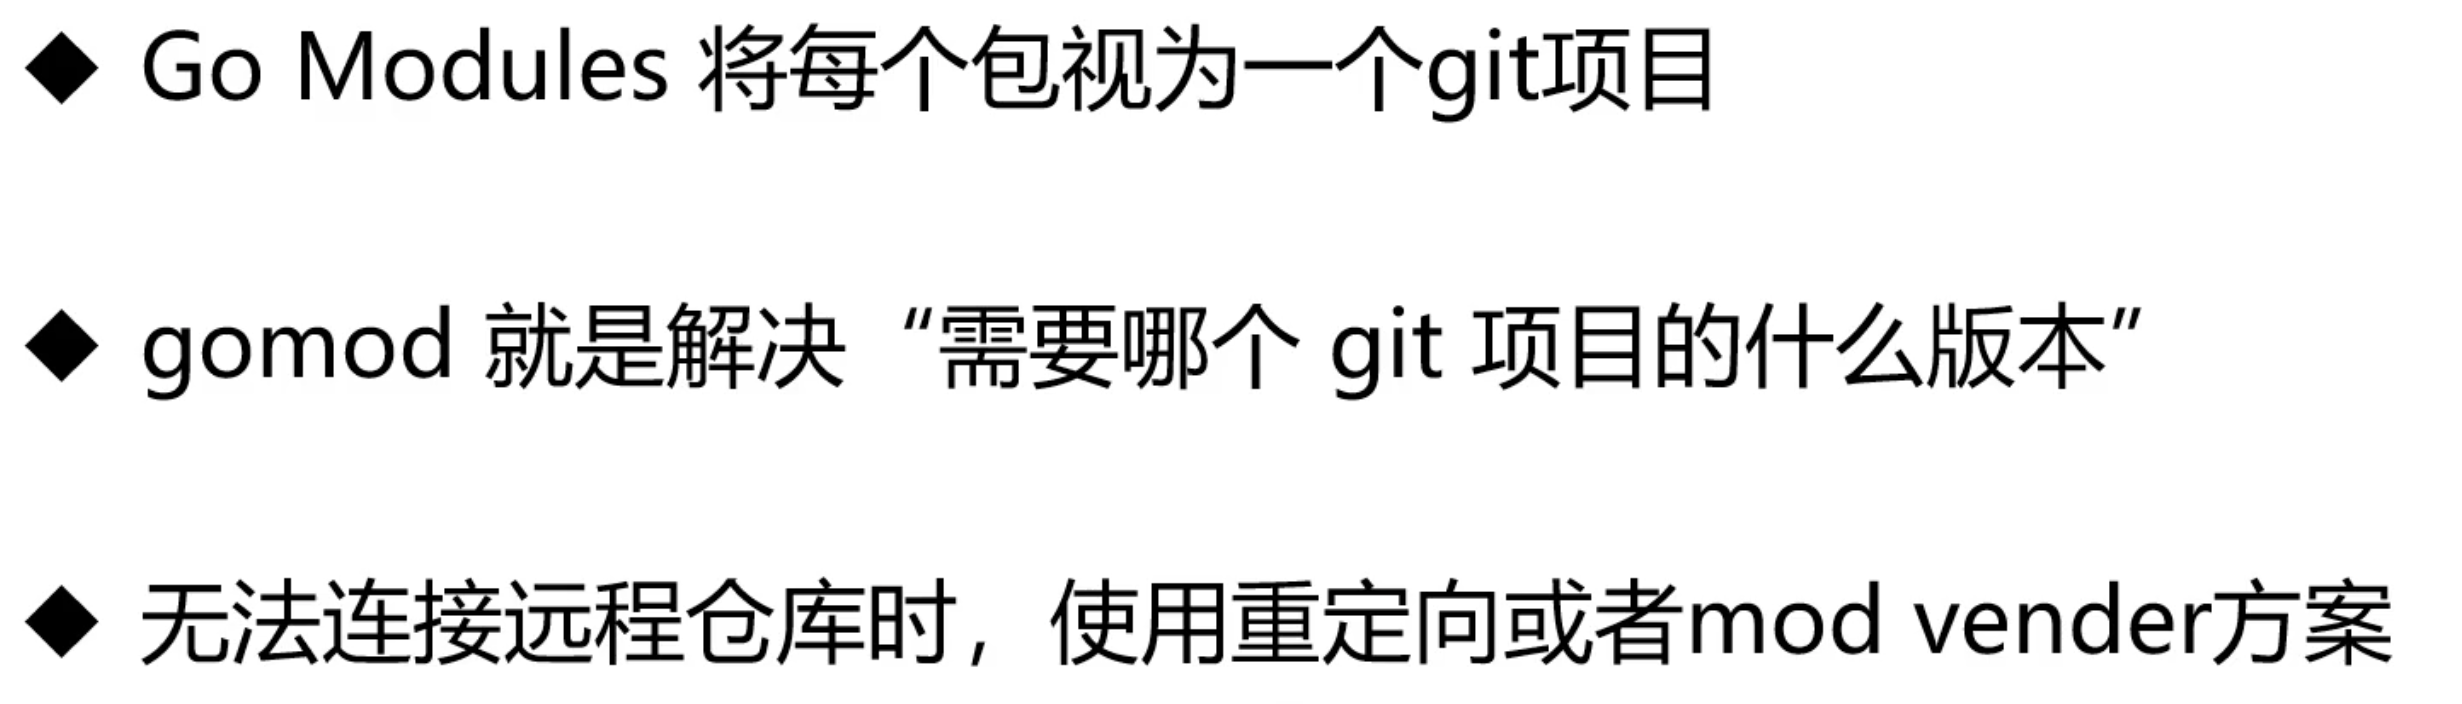 ◆ Go Modules 将每个包视为一个git项目
◆ gomod 就是解决“需要哪个 git 项目的什么版本”
◆ 无法连接远程仓库时，使用重定向或者mod vender方案